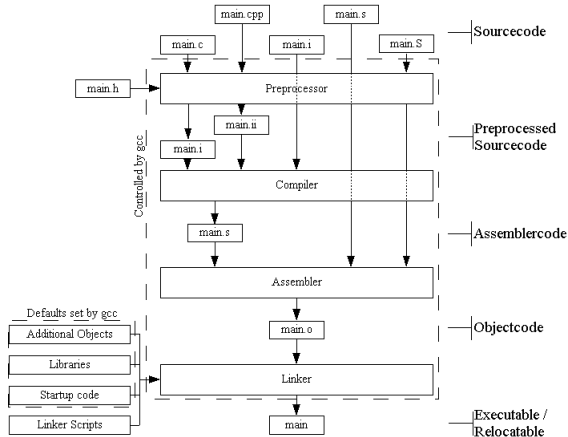 main.cpp
main.s
Sourcecode
main.c
main.i
main.S
main.h
Preprocessor
main.ii
Preprocessed
Sourcecode
main.i
Controlled by gcc
Compiler
main.s
Assemblercode
Assembler
Defaults set by gcc
Additional Objects
main.o
Objectcode
Libraries
Linker
Startup code
Linker Scripts
main
Executable /
Relocatable